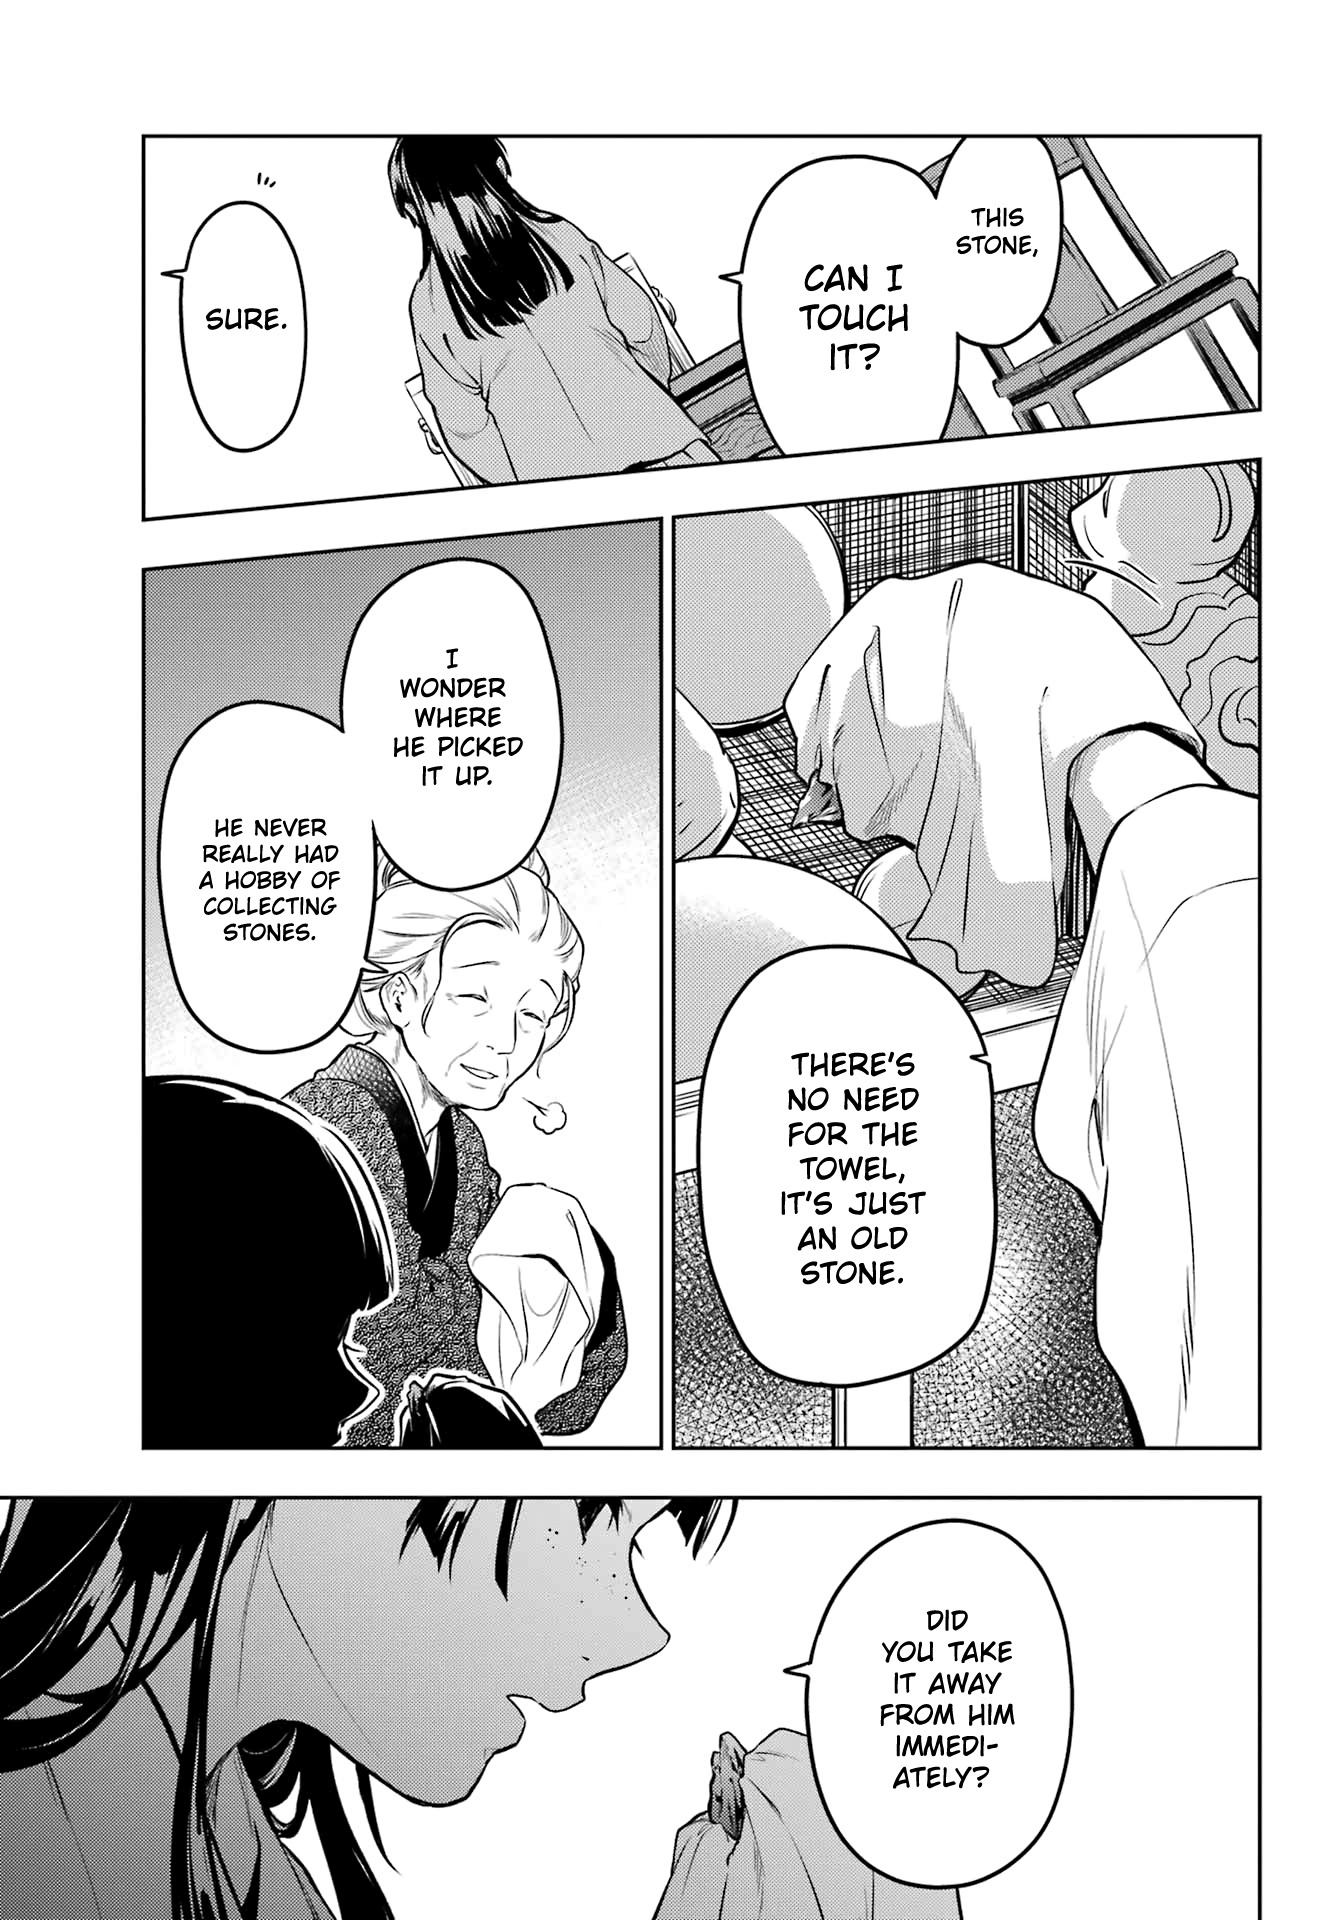 THIS
STONE,
CAN I
TOUCH
IT?
SURE.
THERE'S
NO NEED
FOR THE
TOWEL,
IT'S JUST
AN OLD
STONE.
I
WONDER
WHERE
HE PICKED
IT UP.
HE NEVER
REALLY HAD
A HOBBY OF
COLLECTING
STONES.
DID
YOU TAKE
IT AWAY
FROM HIM
IMMEDI-
ATELY?